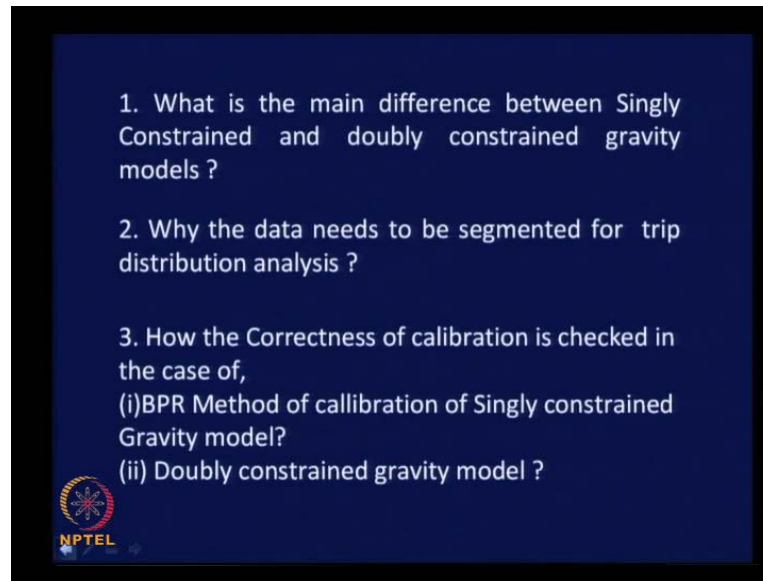 1. What is the main difference between Singly
Constrained and doubly constrained gravity
models ?
2. Why the data needs to be segmented for trip
distribution analysis ?
3. How the Correctness of calibration is checked in
the case of,
(i)BPR Method of callibration of Singly constrained
Gravity model?
(ii) Doubly constrained gravity model ?
NPTEL